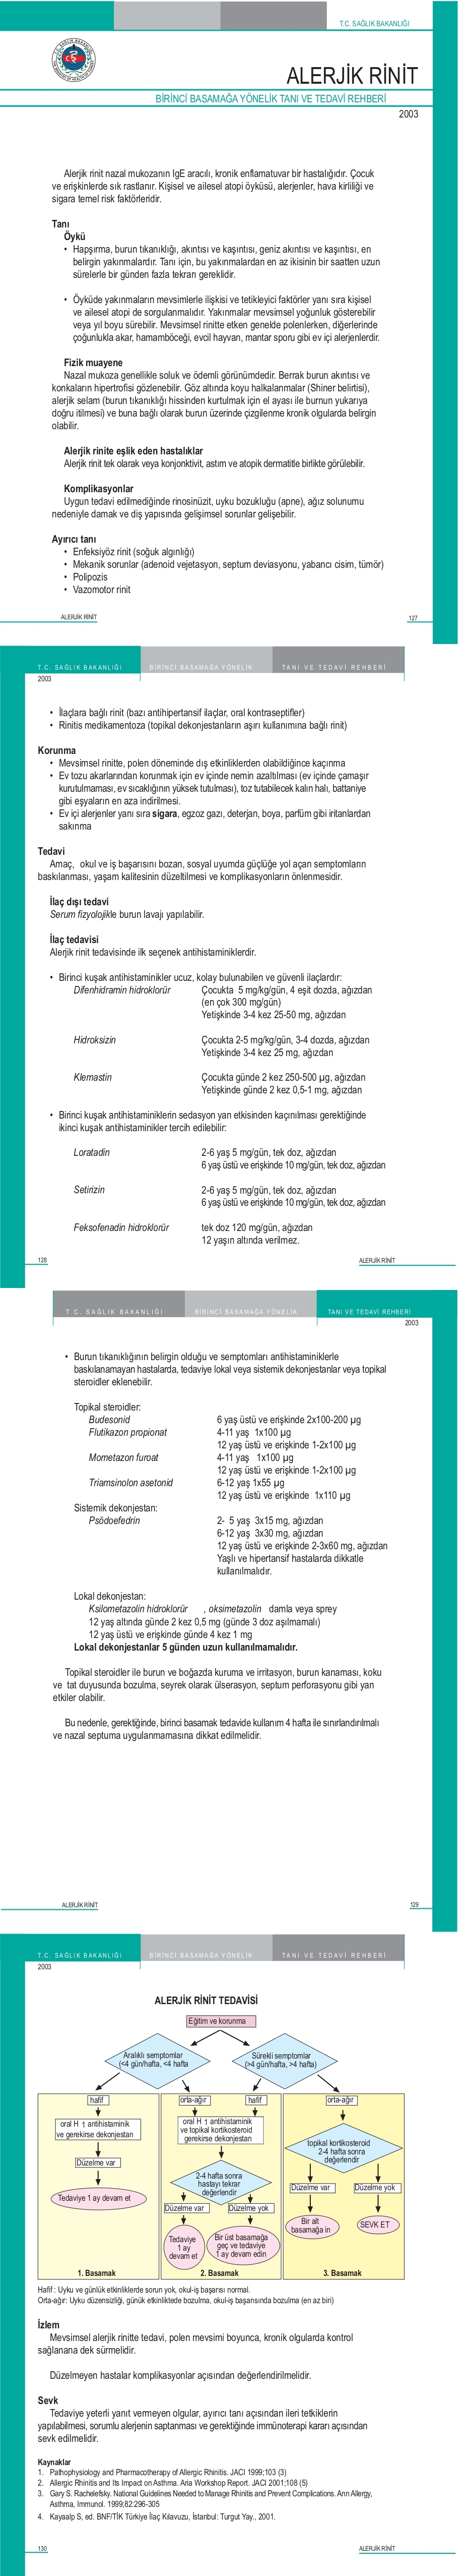 T.C. SAĞLIK BAKANLIĞI
ALERJİK RİNİT
BİRİNCİ BASAMAĞA YÖNELİK TANI VE TEDAVİ REHBERİ
2003
Alerjik rinit nazal mukozanın IgE aracılı, kronik enflamatuvar bir hastalığıdır. Çocuk
ve erişkinlerde sık rastlanır. Kişisel ve ailesel atopi öyküsü, alerjenler, hava kirliliği ve
sigara temel risk faktörleridir.
Tanı
Öykü
• Hapşırma, burun tıkanıklığı, akıntısı ve kaşıntısı, geniz akıntısı ve kaşıntısı, en
belirgin yakınmalardır. Tanı için, bu yakınmalardan en az ikisinin bir saatten uzun
sürelerle bir günden fazla tekrarı gereklidir.
• Öyküde yakınmaların mevsimlerle ilişkisi ve tetikleyici faktörler yanı sıra kişisel
ve ailesel atopi de sorgulanmalıdır. Yakınmalar mevsimsel yoğunluk gösterebilir
veya yıl boyu sürebilir. Mevsimsel rinitte etken genelde polenlerken, diğerlerinde
çoğunlukla akar, hamamböceği, evcil hayvan, mantar sporu gibi ev içi alerjenlerdir.
Fizik muayene
Nazal mukoza genellikle soluk ve ödemli görünümdedir. Berrak burun akıntısı ve
konkaların hipertrofisi gözlenebilir. Göz altında koyu halkalanmalar (Shiner belirtisi),
alerjik selam (burun tıkanıklığı hissinden kurtulmak için el ayası ile burnun yukarıya
doğru itilmesi) ve buna bağlı olarak burun üzerinde çizgilenme kronik olgularda belirgin
olabilir.
Alerjik rinite eşlik eden hastalıklar
Alerjik rinit tek olarak veya konjonktivit, astım ve atopik dermatitle birlikte görülebilir.
Komplikasyonlar
Uygun tedavi edilmediğinde rinosinüzit, uyku bozukluğu (apne), ağız solunumu
nedeniyle damak ve diş yapısında gelişimsel sorunlar gelişebilir.
Ayırıcı tanı
• Enfeksiyöz rinit (soğuk algınlığı)
• Mekanik sorunlar (adenoid vejetasyon, septum deviasyonu, yabancı cisim, tümör)
• Polipozis
• Vazomotor rinit
ALERJİK RİNİT
127
T.C. SAĞLIK BAKANLIĞI BİRİNCİ BASAMAĞA YÖNELİK TANI VE TEDAVİ REHBERİ
2003
• İlaçlara bağlı rinit (bazı antihipertansif ilaçlar, oral kontraseptifler)
• Rinitis medikamentoza (topikal dekonjestanların aşırı kullanımına bağlı rinit)
Korunma
• Mevsimsel rinitte, polen döneminde dış etkinliklerden olabildiğince kaçınma
• Ev tozu akarlarından korunmak için ev içinde nemin azaltılması (ev içinde çamaşır
kurutulmaması, ev sıcaklığının yüksek tutulması), toz tutabilecek kalın halı, battaniye
gibi eşyaların en aza indirilmesi.
• Ev içi alerjenler yanı sıra sigara, egzoz gazı, deterjan, boya, parfüm gibi iritanlardan
sakınma
Tedavi
Amaç, okul ve iş başarısını bozan, sosyal uyumda güçlüğe yol açan semptomların
baskılanması, yaşam kalitesinin düzeltilmesi ve komplikasyonların önlenmesidir.
İlaç dışı tedavi
Serum fizyolojikle burun lavajı yapılabilir.
İlaç tedavisi
Alerjik rinit tedavisinde ilk seçenek antihistaminiklerdir.
• Birinci kuşak antihistaminikler ucuz, kolay bulunabilen ve güvenli ilaçlardır:
Difenhidramin hidroklorür Çocukta 5 mg/kg/gün, 4 eşit dozda, ağızdan
(en çok 300 mg/gün)
Yetişkinde 3-4 kez 25-50 mg, ağızdan
Hidroksizin Çocukta 2-5 mg/kg/gün, 3-4 dozda, ağızdan
Yetişkinde 3-4 kez 25 mg, ağızdan
Klemastin Çocukta günde 2 kez 250-500 µg, ağızdan
Yetişkinde günde 2 kez 0,5-1 mg, ağızdan
• Birinci kuşak antihistaminiklerin sedasyon yan etkisinden kaçınılması gerektiğinde
ikinci kuşak antihistaminikler tercih edilebilir:
Loratadin 2-6 yaş 5 mg/gün, tek doz, ağızdan
6 yaş üstü ve erişkinde 10 mg/gün, tek doz, ağızdan
Setirizin 2-6 yaş 5 mg/gün, tek doz, ağızdan
6 yaş üstü ve erişkinde 10 mg/gün, tek doz, ağızdan
Feksofenadin hidroklorür tek doz 120 mg/gün, ağızdan
12 yaşın altında verilmez.
128
ALERJİK RİNİT
T.C. SAĞLIK BAKANLIĞI BİRİNCİ BASAMAĞA YÖNELİK TANI VE TEDAVİ REHBERİ
2003
• Burun tıkanıklığının belirgin olduğu ve semptomları antihistaminiklerle
baskılanamayan hastalarda, tedaviye lokal veya sistemik dekonjestanlar veya topikal
steroidler eklenebilir.
Topikal steroidler:
Budesonid 6 yaş üstü ve erişkinde 2x100-200 µg
Flutikazon propionat 4-11 yaş 1x100 µg
12 yaş üstü ve erişkinde 1-2x100 µg
Mometazon furoat 4-11 yaş 1x100 µg
12 yaş üstü ve erişkinde 1-2x100 µg
Triamsinolon asetonid 6-12 yaş 1x55 µg
12 yaş üstü ve erişkinde 1x110 µg
Sistemik dekonjestan:
Psödoefedrin 2- 5 yaş 3x15 mg, ağızdan
6-12 yaş 3x30 mg, ağızdan
12 yaş üstü ve erişkinde 2-3x60 mg, ağızdan
Yaşlı ve hipertansif hastalarda dikkatle
kullanılmalıdır.
Lokal dekonjestan:
Ksilometazolin hidroklorür , oksimetazolin damla veya sprey
12 yaş altında günde 2 kez 0,5 mg (günde 3 doz aşılmamalı)
12 yaş üstü ve erişkinde günde 4 kez 1 mg
Lokal dekonjestanlar 5 günden uzun kullanılmamalıdır.
Topikal steroidler ile burun ve boğazda kuruma ve irritasyon, burun kanaması, koku
ve tat duyusunda bozulma, seyrek olarak ülserasyon, septum perforasyonu gibi yan
etkiler olabilir.
Bu nedenle, gerektiğinde, birinci basamak tedavide kullanım 4 hafta ile sınırlandırılmalı
ve nazal septuma uygulanmamasına dikkat edilmelidir.
ALERJİK RİNİT
129
T.C. SAĞLIK BAKANLIĞI BİRİNCİ BASAMAĞA YÖNELİK TANI VE TEDAVİ REHBERİ
2003
ALERJİK RİNİT TEDAVİSİ
Eğitim ve korunma
Aralıklı semptomlar
(<4 gün/hafta, <4 hafta
Sürekli semptomlar
(>4 gün/hafta, >4 hafta)
hafif
orta-ağır
hafif
orta-ağır
oral H 1 antihistaminik
ve gerekirse dekonjestan
oral H 1 antihistaminik
ve topikal kortikosteroid
gerekirse dekonjestan
topikal kortikosteroid
2-4 hafta sonra
değerlendir
Düzelme var
2-4 hafta sonra
hastayı tekrar
değerlendir
Düzelme var
Düzelme yok
Tedaviye 1 ay devam et
Düzelme var
Düzelme yok
Bir alt
basamağa in
SEVK ET
Tedaviye
1 ay
devam et
Bir üst basamağa
geç ve tedaviye
1 ay devam edin
1. Basamak
2. Basamak
3. Basamak
Hafif : Uyku ve günlük etkinliklerde sorun yok, okul-iş başarısı normal.
Orta-ağır: Uyku düzensizliği, günük etkinliktede bozulma, okul-iş başarısında bozulma (en az biri)
İzlem
Mevsimsel alerjik rinitte tedavi, polen mevsimi boyunca, kronik olgularda kontrol
sağlanana dek sürmelidir.
Düzelmeyen hastalar komplikasyonlar açısından değerlendirilmelidir.
Sevk
Tedaviye yeterli yanıt vermeyen olgular, ayırıcı tanı açısından ileri tetkiklerin
yapılabilmesi, sorumlu alerjenin saptanması ve gerektiğinde immünoterapi kararı açısından
sevk edilmelidir.
Kaynaklar
1. Pathophysiology and Pharmacotherapy of Allergic Rhinitis. JACI 1999;103 (3)
2. Allergic Rhinitis and Its Impact on Asthma. Aria Workshop Report. JACI 2001;108 (5)
3. Gary S. Rachelefsky. National Guidelines Needed to Manage Rhinitis and Prevent Complications. Ann Allergy,
Asthma, Immunol. 1999;82:296-305
4. Kayaalp S, ed. BNF/TİK Türkiye İlaç Kılavuzu, İstanbul: Turgut Yay., 2001.
130
ALERJİK RİNİT